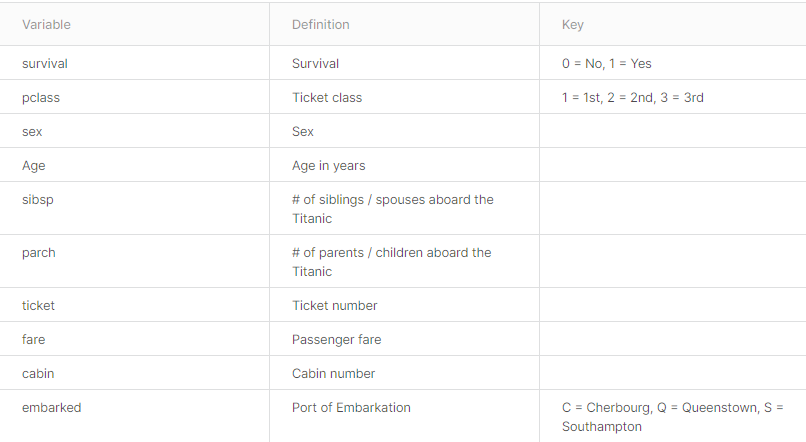 Variable Definition Key
survival Survival 0 = No, 1 = Yes
pclass Ticket class 1 = 1st, 2 = 2nd, 3 = 3rd
sex Sex
Age Age in years
sibsp # of siblings / spouses aboard the
Titanic
parch # of parents / children aboard the
Titanic
ticket Ticket number
fare Passenger fare
cabin Cabin number
embarked Port of Embarkation C = Cherbourg, Q = Queenstown, S =
Southampton